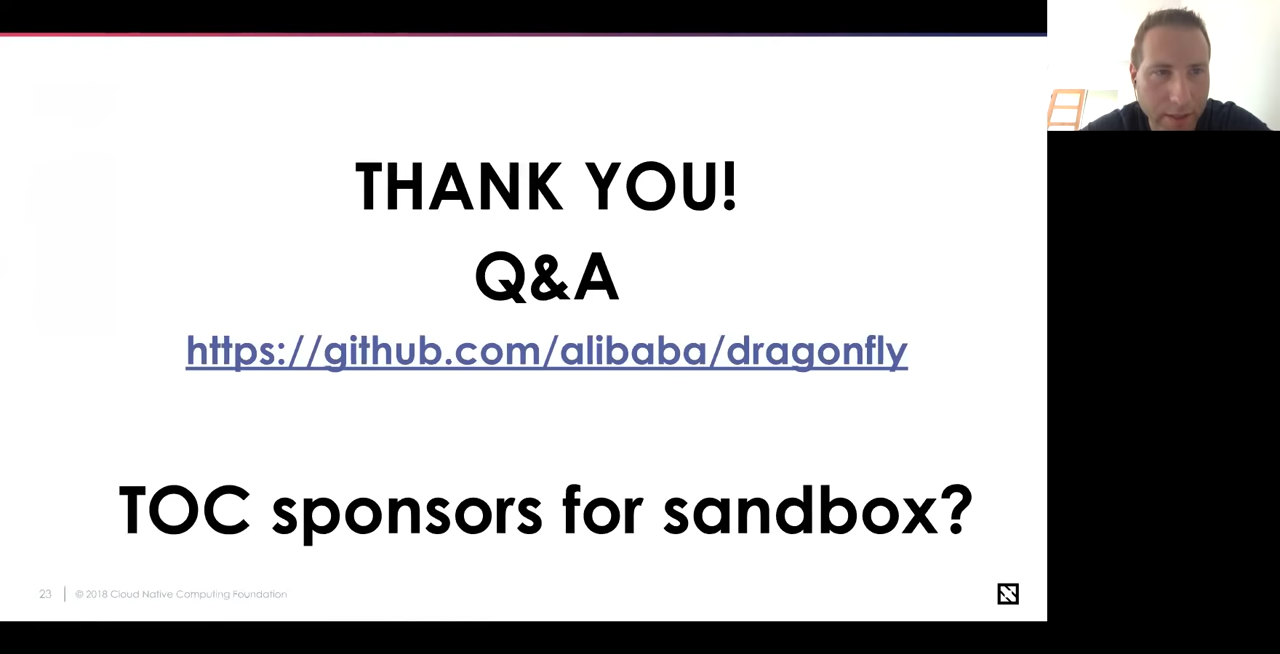 THANK YOU!
Q&A
https://github.com/alibaba/dragonfly
TOC sponsors for sandbox?
23
© 2018 Cloud Native Computing Foundation